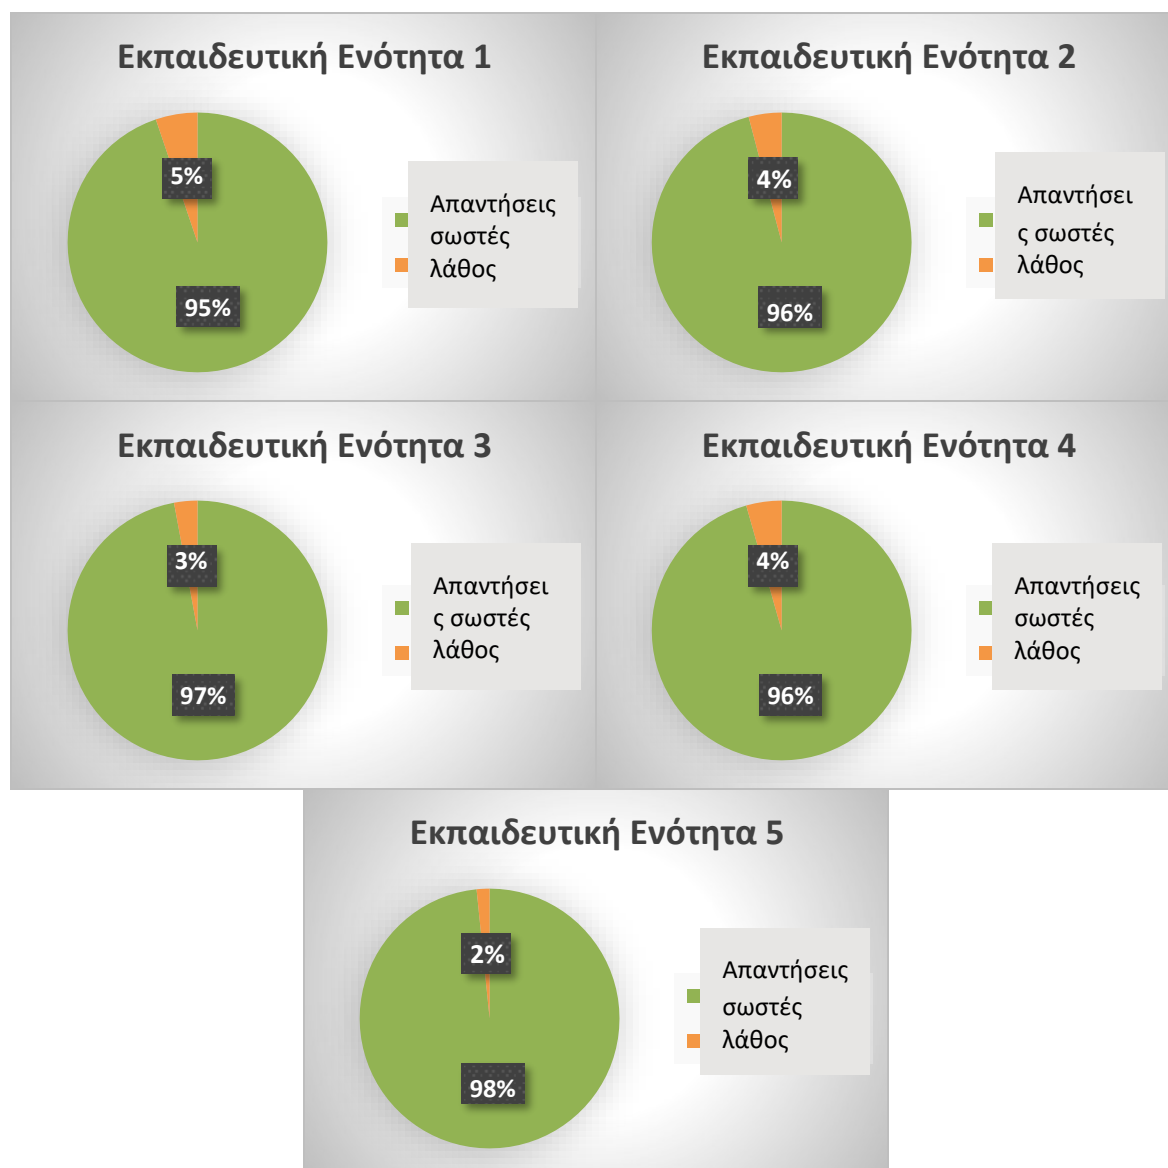 Εκπαιδευτική Ενότητα 1
5%
95%
Απαντήσεις
σωστές
λάθος
Εκπαιδευτική Ενότητα 2
4%
96%
Απαντήσει
ς σωστές
λάθος
Εκπαιδευτική Ενότητα 3
3%
97%
Απαντήσει
ς σωστές
λάθος
Εκπαιδευτική Ενότητα 4
4%
96%
Απαντήσεις
σωστές
λάθος
Εκπαιδευτική Ενότητα 5
2%
98%
Απαντήσεις
σωστές
λάθος